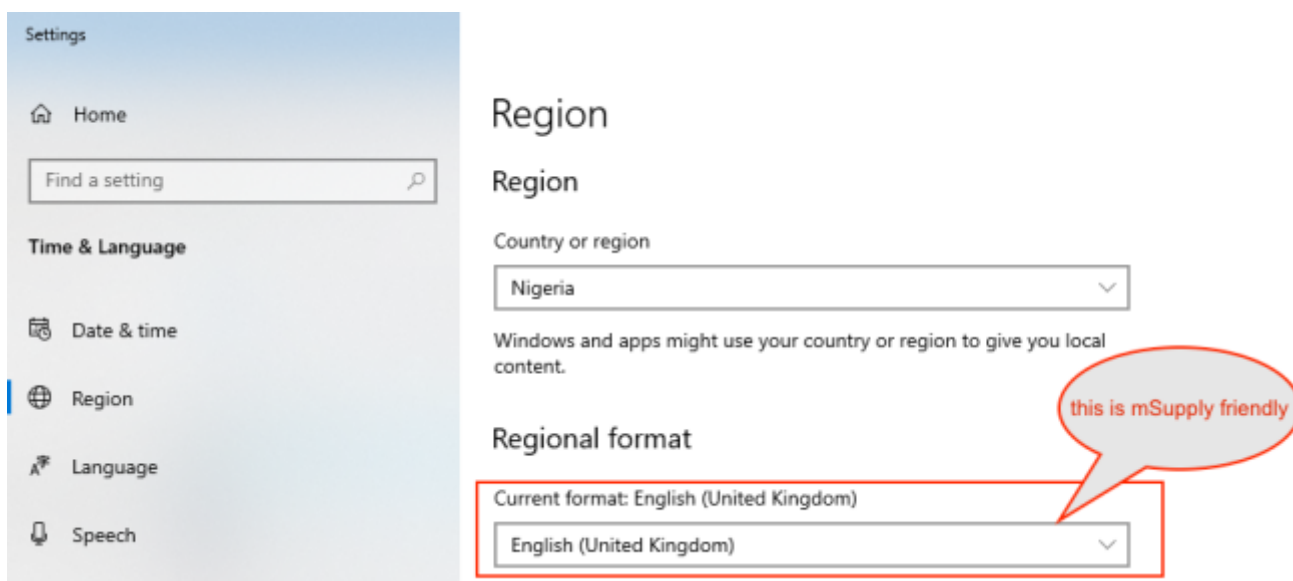 Settings
Home
Find a setting
Time & Language
Date & time
Region
Language
Speech
Region
Region
Country or region
Nigeria
Windows and apps might use your country or region to give you local
content.
this is mSupply friendly
Regional format
Current format: English (United Kingdom)
English (United Kingdom)